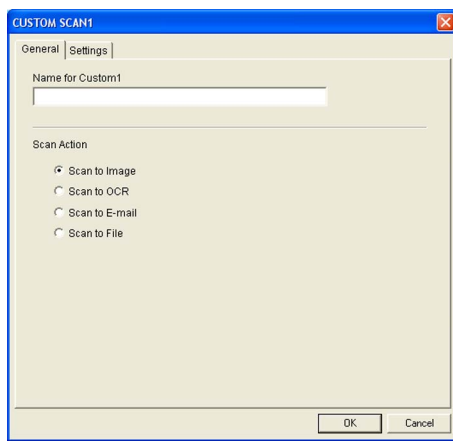 CUSTOM SCAN1
General Settings
Name for Custom1
Scan Action
Scan to Image
Scan to OCR
Scan to E-mail
Scan to File
OK Cancel